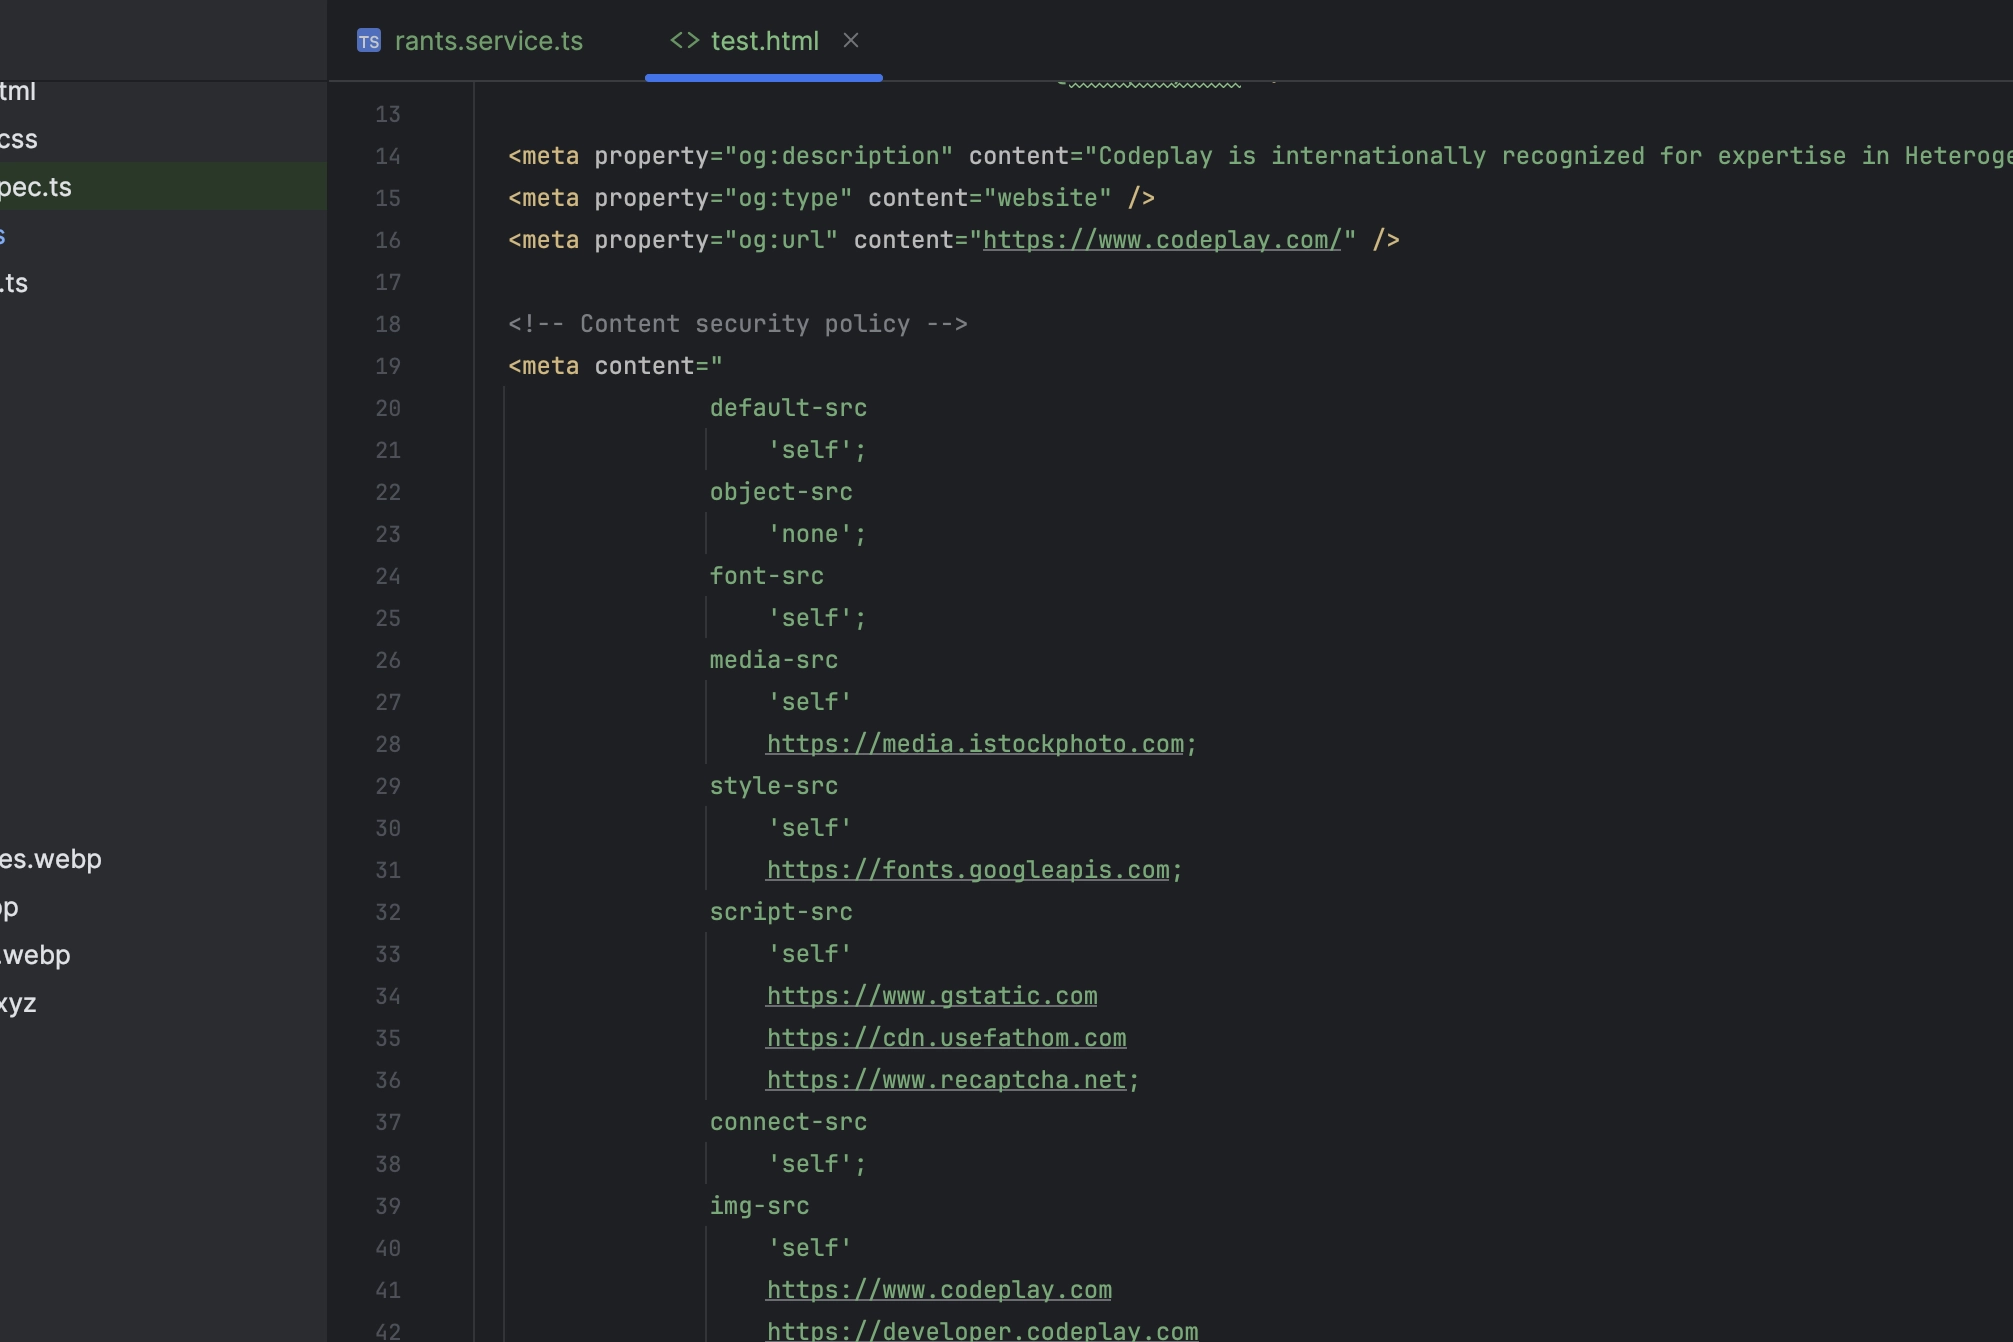 TS rants.service.ts
<> test.html ×
tml
css
pec.ts
s
.ts
es.webp
op
.webp
xyz
13
14 <meta property="og:description" content="Codeplay is internationally recognized for expertise in Heteroge
15 <meta property="og:type" content="website" />
16 <meta property="og:url" content="https://www.codeplay.com/" />
17
18 <!-- Content security policy -->
19 <meta content="
20 default-src
21 'self';
22 object-src
23 'none';
24 font-src
25 'self';
26 media-src
27 'self'
28 https://media.istockphoto.com;
29 style-src
30 'self'
31 https://fonts.googleapis.com;
32 script-src
33 'self'
34 https://www.gstatic.com
35 https://cdn.usefathom.com
36 https://www.recaptcha.net;
37 connect-src
38 'self';
39 img-src
40 'self'
41 https://www.codeplay.com
42 https://developer.codeplay.com